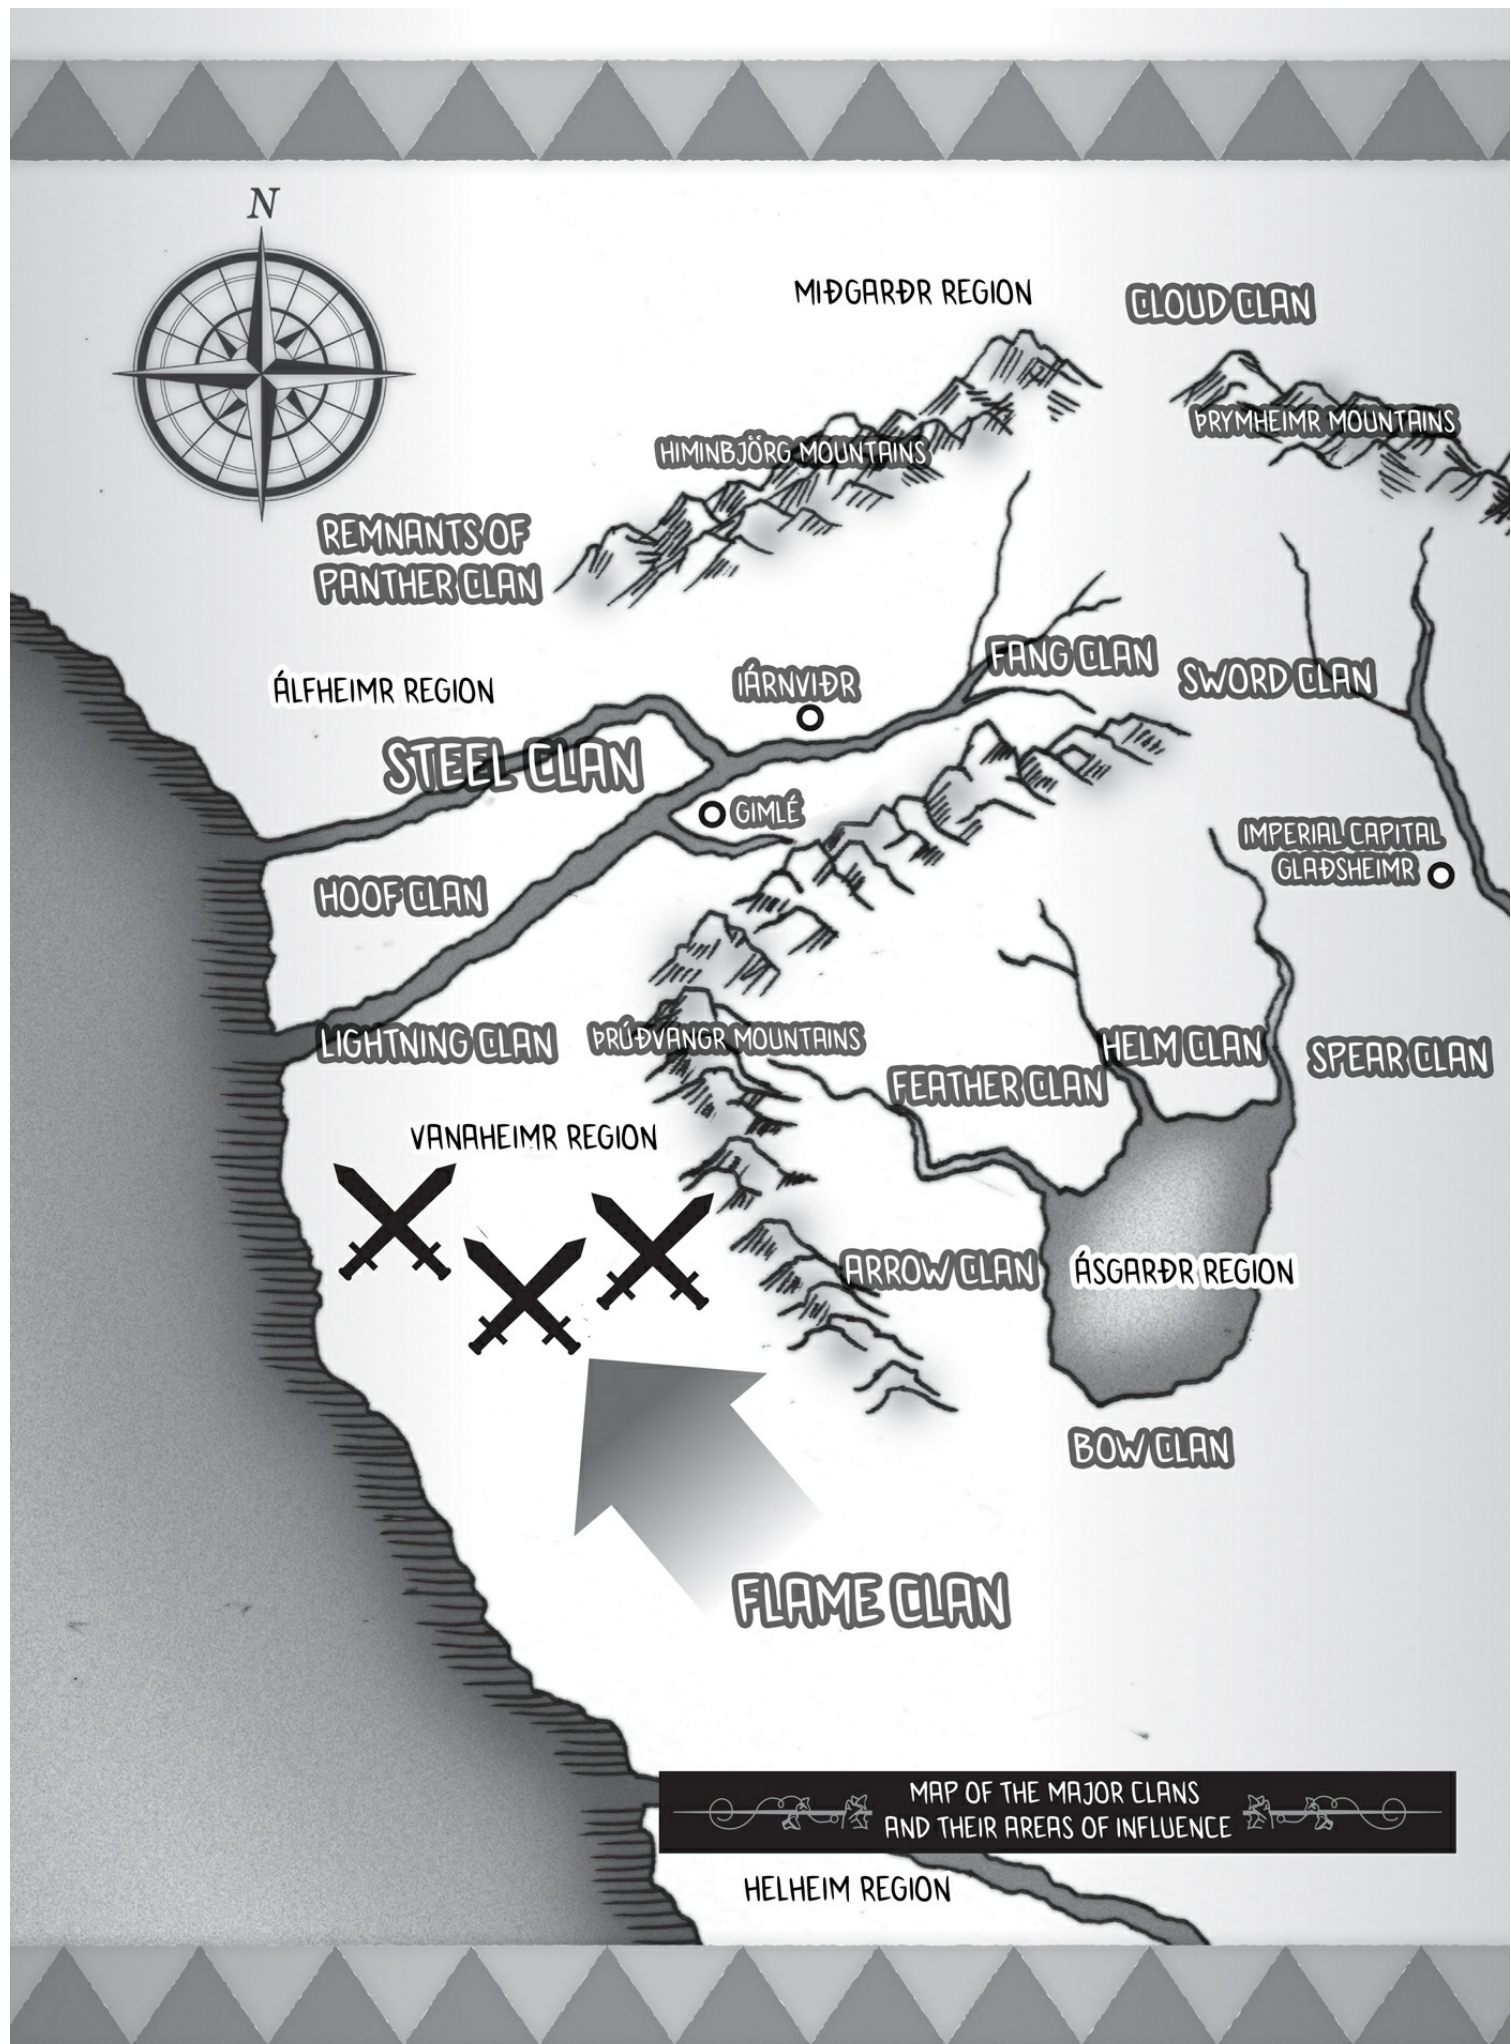 N
MIÐGARÐR REGION
CLOUD CLAN
ÞRYMHEIMR MOUNTAINS
HIMINBJÖRG MOUNTAINS
REMNANTS OF
PANTHER CLAN
FANG CLAN
SWORD CLAN
ÁLFHEIMR REGION
IÁRNVIÐR
STEEL CLAN
GIMLÉ
IMPERIAL CAPITAL
GLAÐSHEIMR
HOOF CLAN
LIGHTNING CLAN
ÞRÚÐVANGR MOUNTAINS
HELM CLAN
SPEAR CLAN
FEATHER CLAN
VANAHEIMR REGION
ARROW CLAN
ÁSGARÐR REGION
BOW CLAN
FLAME CLAN
MAP OF THE MAJOR CLANS
AND THEIR AREAS OF INFLUENCE
HELHEIM REGION